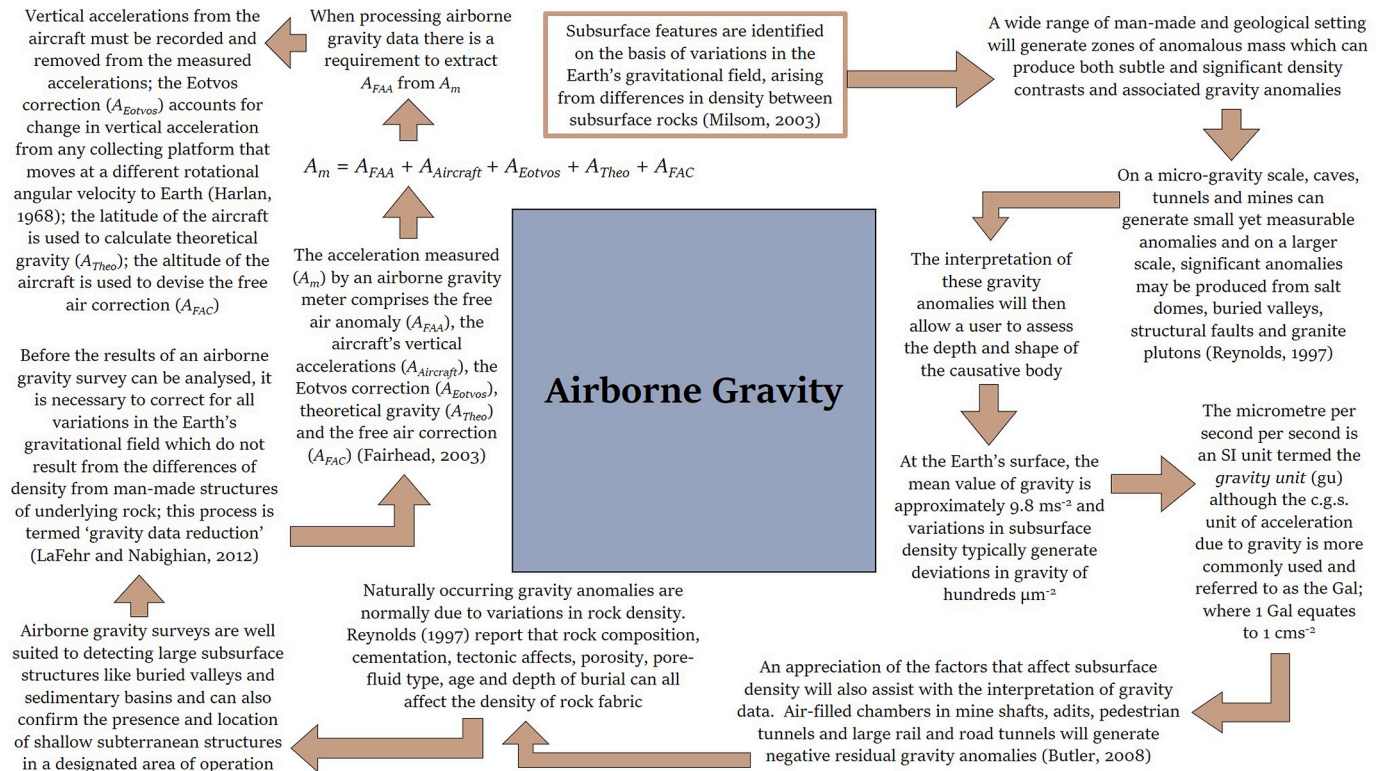 Subsurface features are identified
on the basis of variations in the
Earth's gravitational field, arising
from differences in density between
subsurface rocks (Milsom, 2003)
A wide range of man-made and geological setting
will generate zones of anomalous mass which can
produce both subtle and significant density
contrasts and associated gravity anomalies
On a micro-gravity scale, caves,
tunnels and mines can
generate small yet measurable
anomalies and on a larger
scale, significant anomalies
may be produced from salt
domes, buried valleys,
structural faults and granite
plutons (Reynolds, 1997)
The interpretation of
these gravity
anomalies will then
allow a user to assess
the depth and shape of
the causative body
At the Earth's surface, the
mean value of gravity is
approximately 9.8 ms⁻² and
variations in subsurface
density typically generate
deviations in gravity of
hundreds µm⁻²
The micrometre per
second per second is
an SI unit termed the
gravity unit (gu)
although the c.g.s.
unit of acceleration
due to gravity is more
commonly used and
referred to as the Gal;
where 1 Gal equates
to 1 cms⁻²
An appreciation of the factors that affect subsurface
density will also assist with the interpretation of gravity
data. Air-filled chambers in mine shafts, adits, pedestrian
tunnels and large rail and road tunnels will generate
negative residual gravity anomalies (Butler, 2008)
Naturally occurring gravity anomalies are
normally due to variations in rock density.
Reynolds (1997) report that rock composition,
cementation, tectonic affects, porosity, pore-
fluid type, age and depth of burial can all
affect the density of rock fabric
Airborne gravity surveys are well
suited to detecting large subsurface
structures like buried valleys and
sedimentary basins and can also
confirm the presence and location
of shallow subterranean structures
in a designated area of operation
Before the results of an airborne
gravity survey can be analysed, it
is necessary to correct for all
variations in the Earth's
gravitational field which do not
result from the differences of
density from man-made structures
of underlying rock; this process is
termed 'gravity data reduction'
(LaFehr and Nabighian, 2012)
The acceleration measured
(A_m) by an airborne gravity
meter comprises the free
air anomaly (A_FAA), the
aircraft's vertical
accelerations (A_Aircraft), the
Eotvos correction (A_Eotvos),
theoretical gravity (A_Theo)
and the free air correction
(A_FAC) (Fairhead, 2003)
A_m = A_FAA + A_Aircraft + A_Eotvos + A_Theo + A_FAC
When processing airborne
gravity data there is a
requirement to extract
A_FAA from A_m
Vertical accelerations from the
aircraft must be recorded and
removed from the measured
accelerations; the Eotvos
correction (A_Eotvos) accounts for
change in vertical acceleration
from any collecting platform that
moves at a different rotational
angular velocity to Earth (Harlan,
1968); the latitude of the aircraft
is used to calculate theoretical
gravity (A_Theo); the altitude of the
aircraft is used to devise the free
air correction (A_FAC)
Airborne Gravity